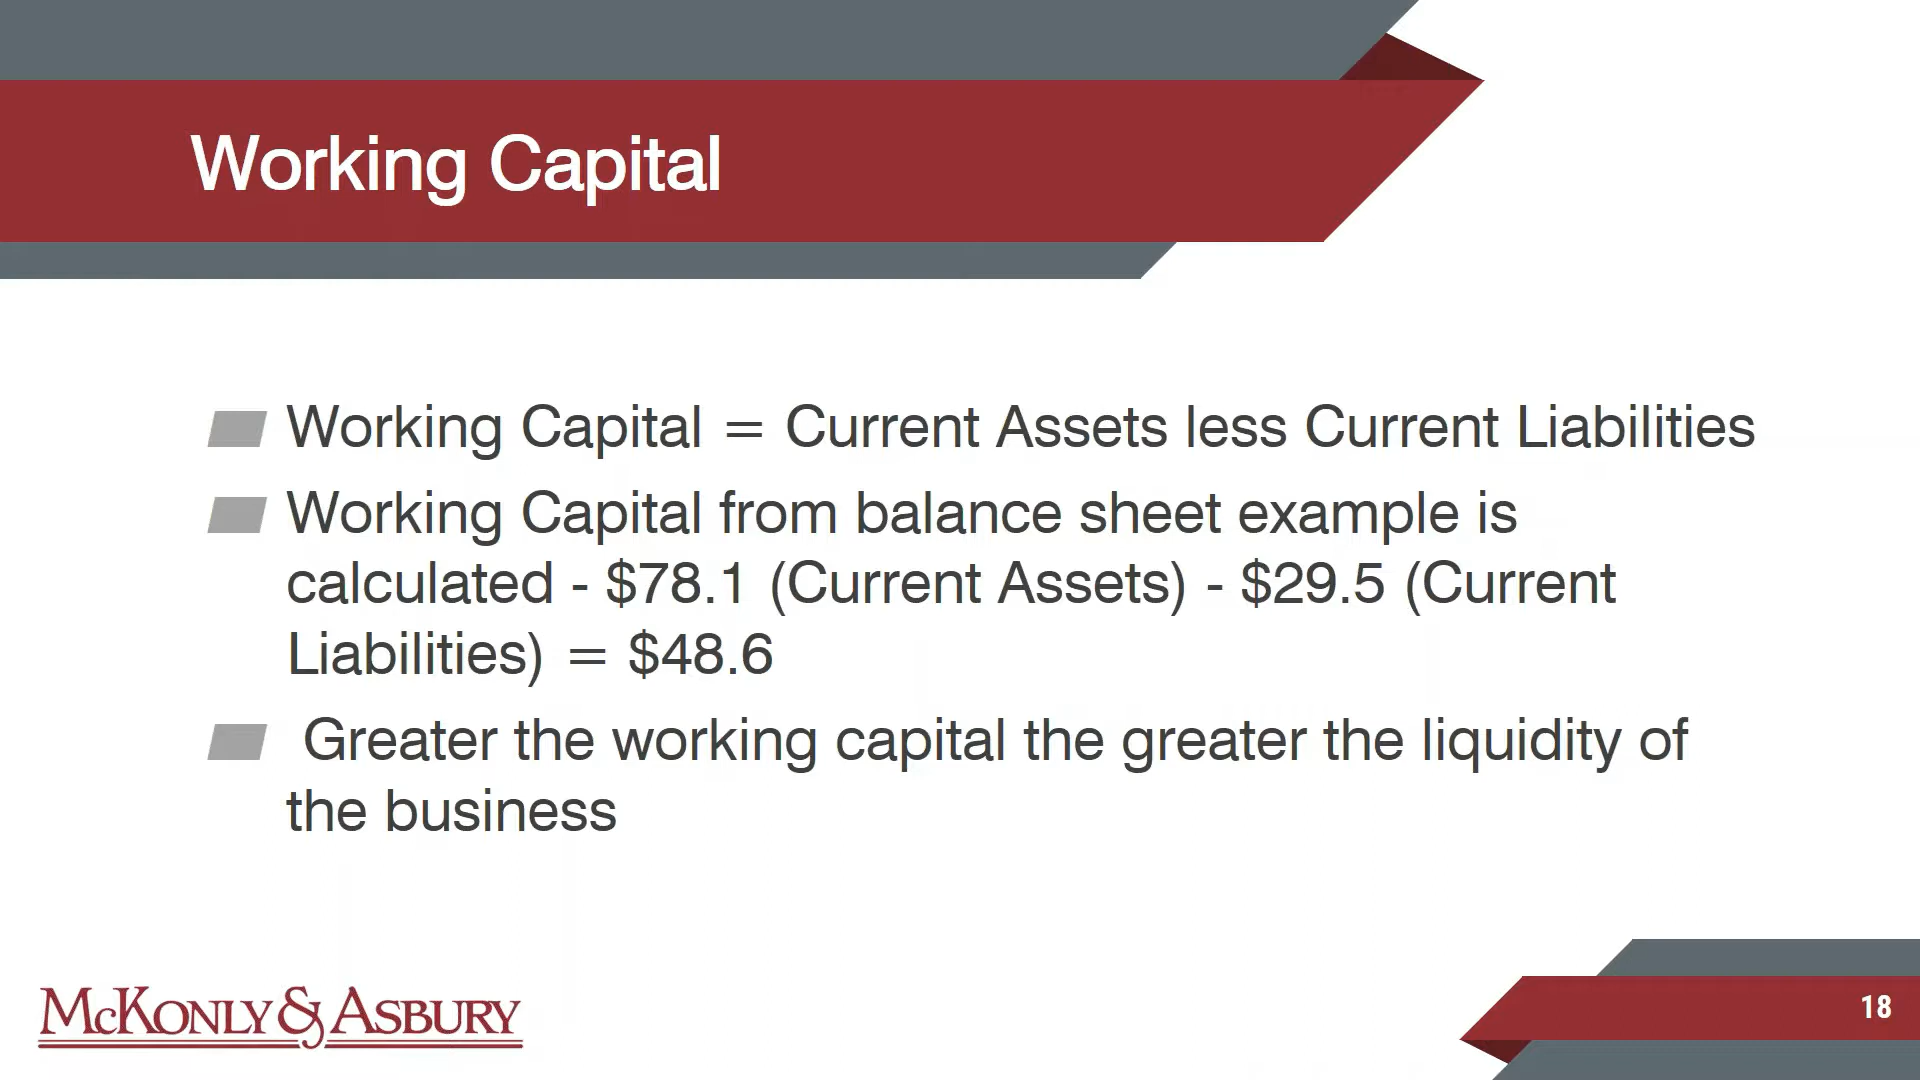 Working Capital
Working Capital = Current Assets less Current Liabilities
Working Capital from balance sheet example is
calculated - $78.1 (Current Assets) - $29.5 (Current
Liabilities) = $48.6
Greater the working capital the greater the liquidity of
the business
McKonly & Asbury
18